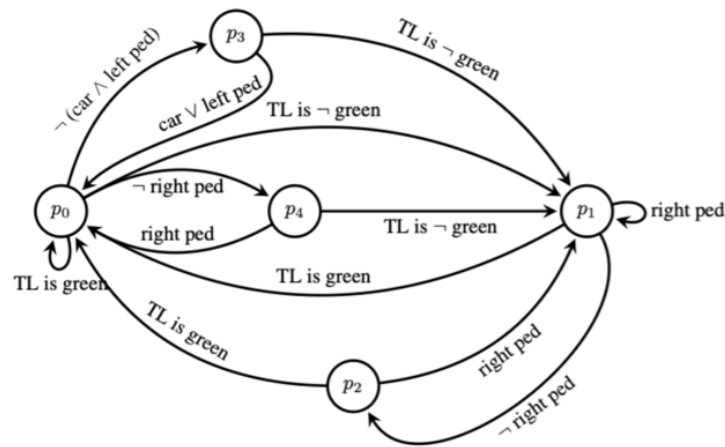 p₃
TL is ¬ green
¬ (car ∧ left ped)
car ∨ left ped
TL is ¬ green
¬ right ped
p₀
p₄
p₁
right ped
right ped
TL is ¬ green
TL is green
TL is green
TL is green
right ped
p₂
¬ right ped